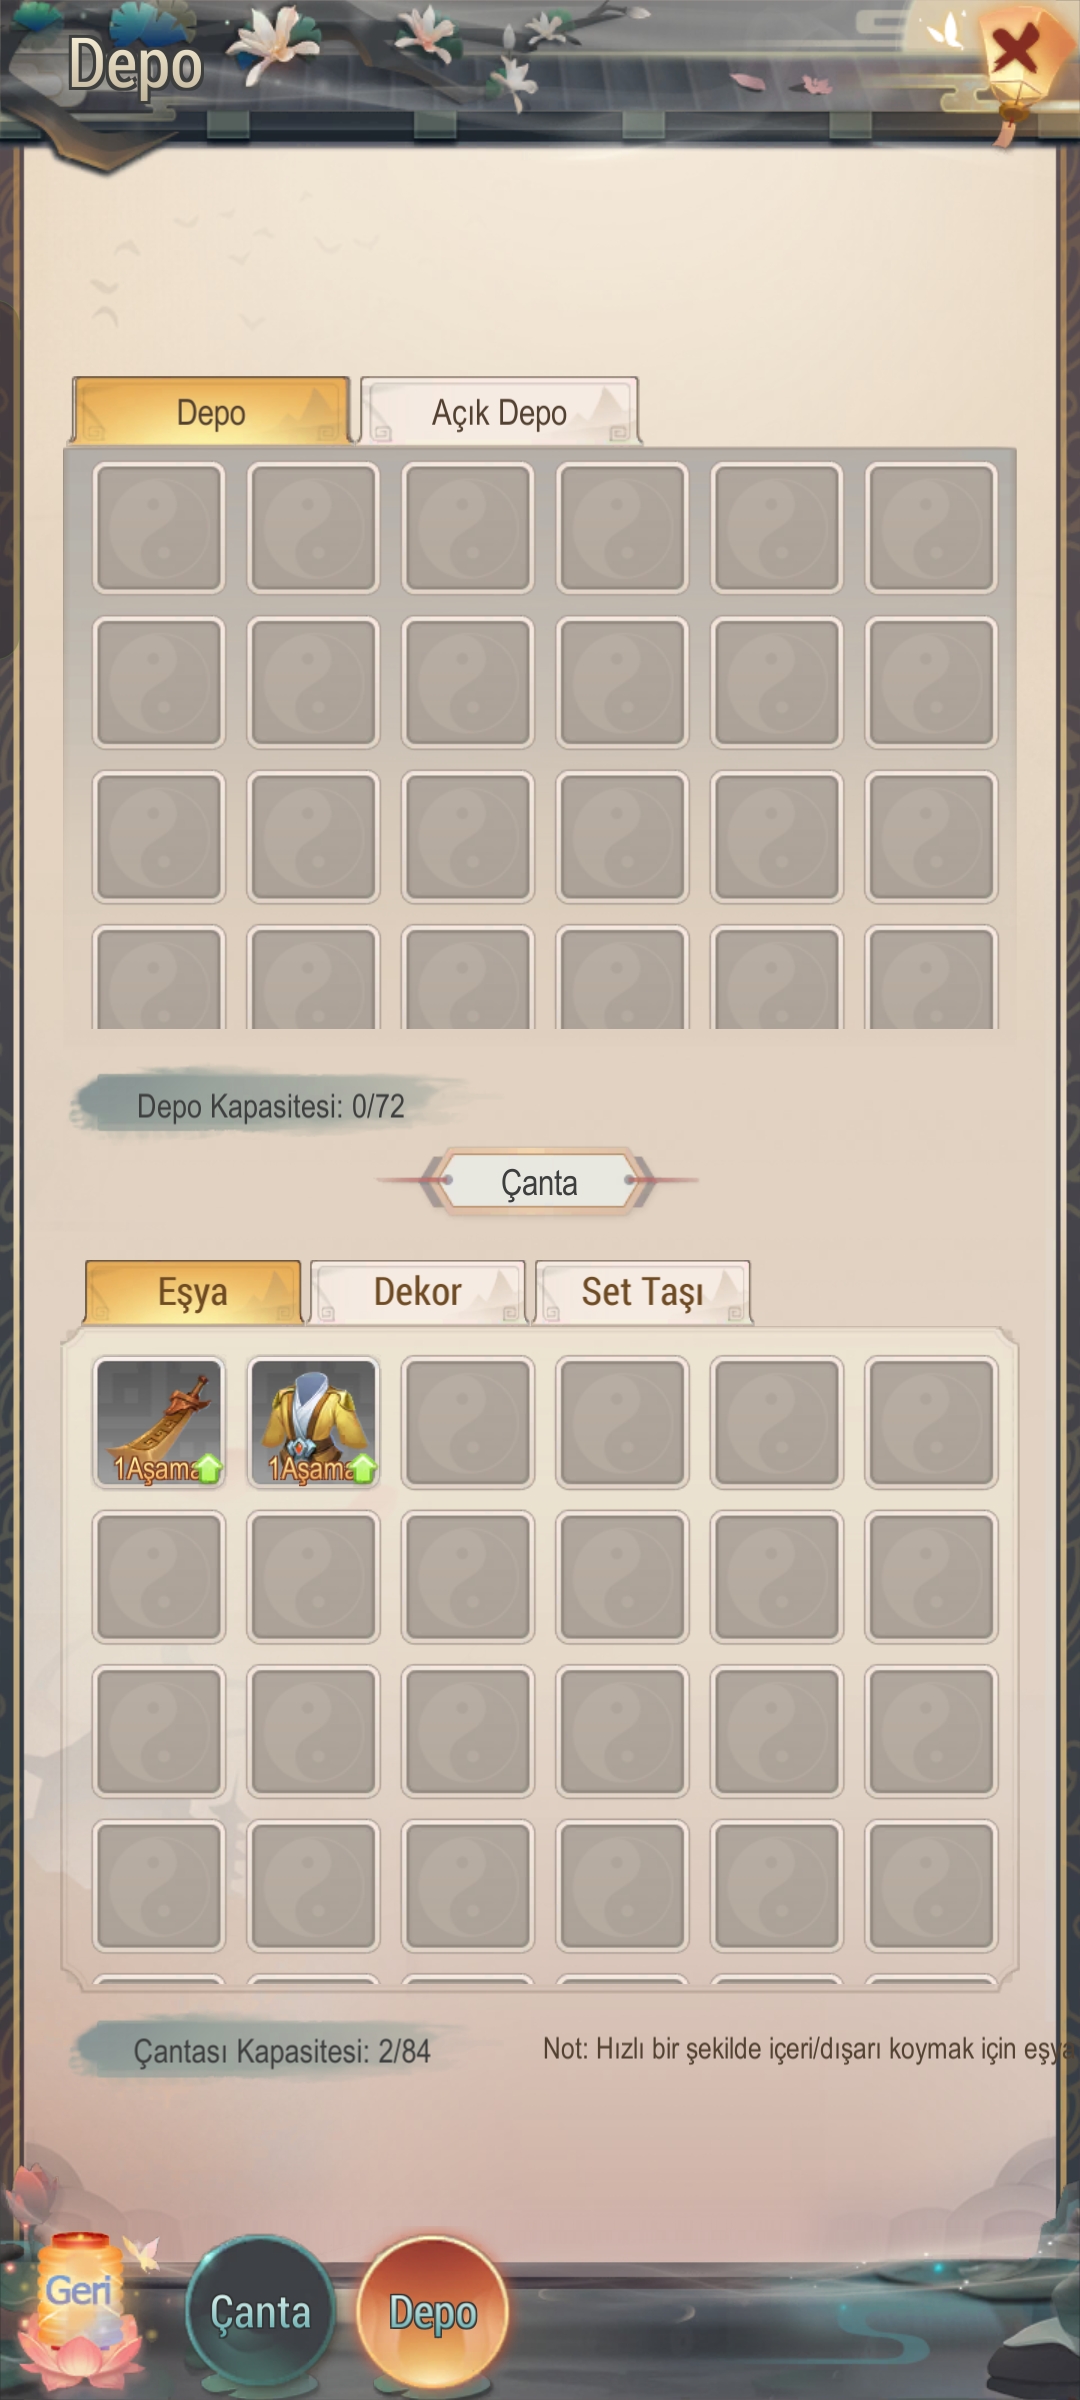 Depo
Depo
Açık Depo
Depo Kapasitesi: 0/72
Çanta
Eşya
Dekor
Set Taşı
1Aşama
1Aşama
Çantası Kapasitesi: 2/84
Not: Hızlı bir şekilde içeri/dışarı koymak için eşya
Geri
Çanta
Depo